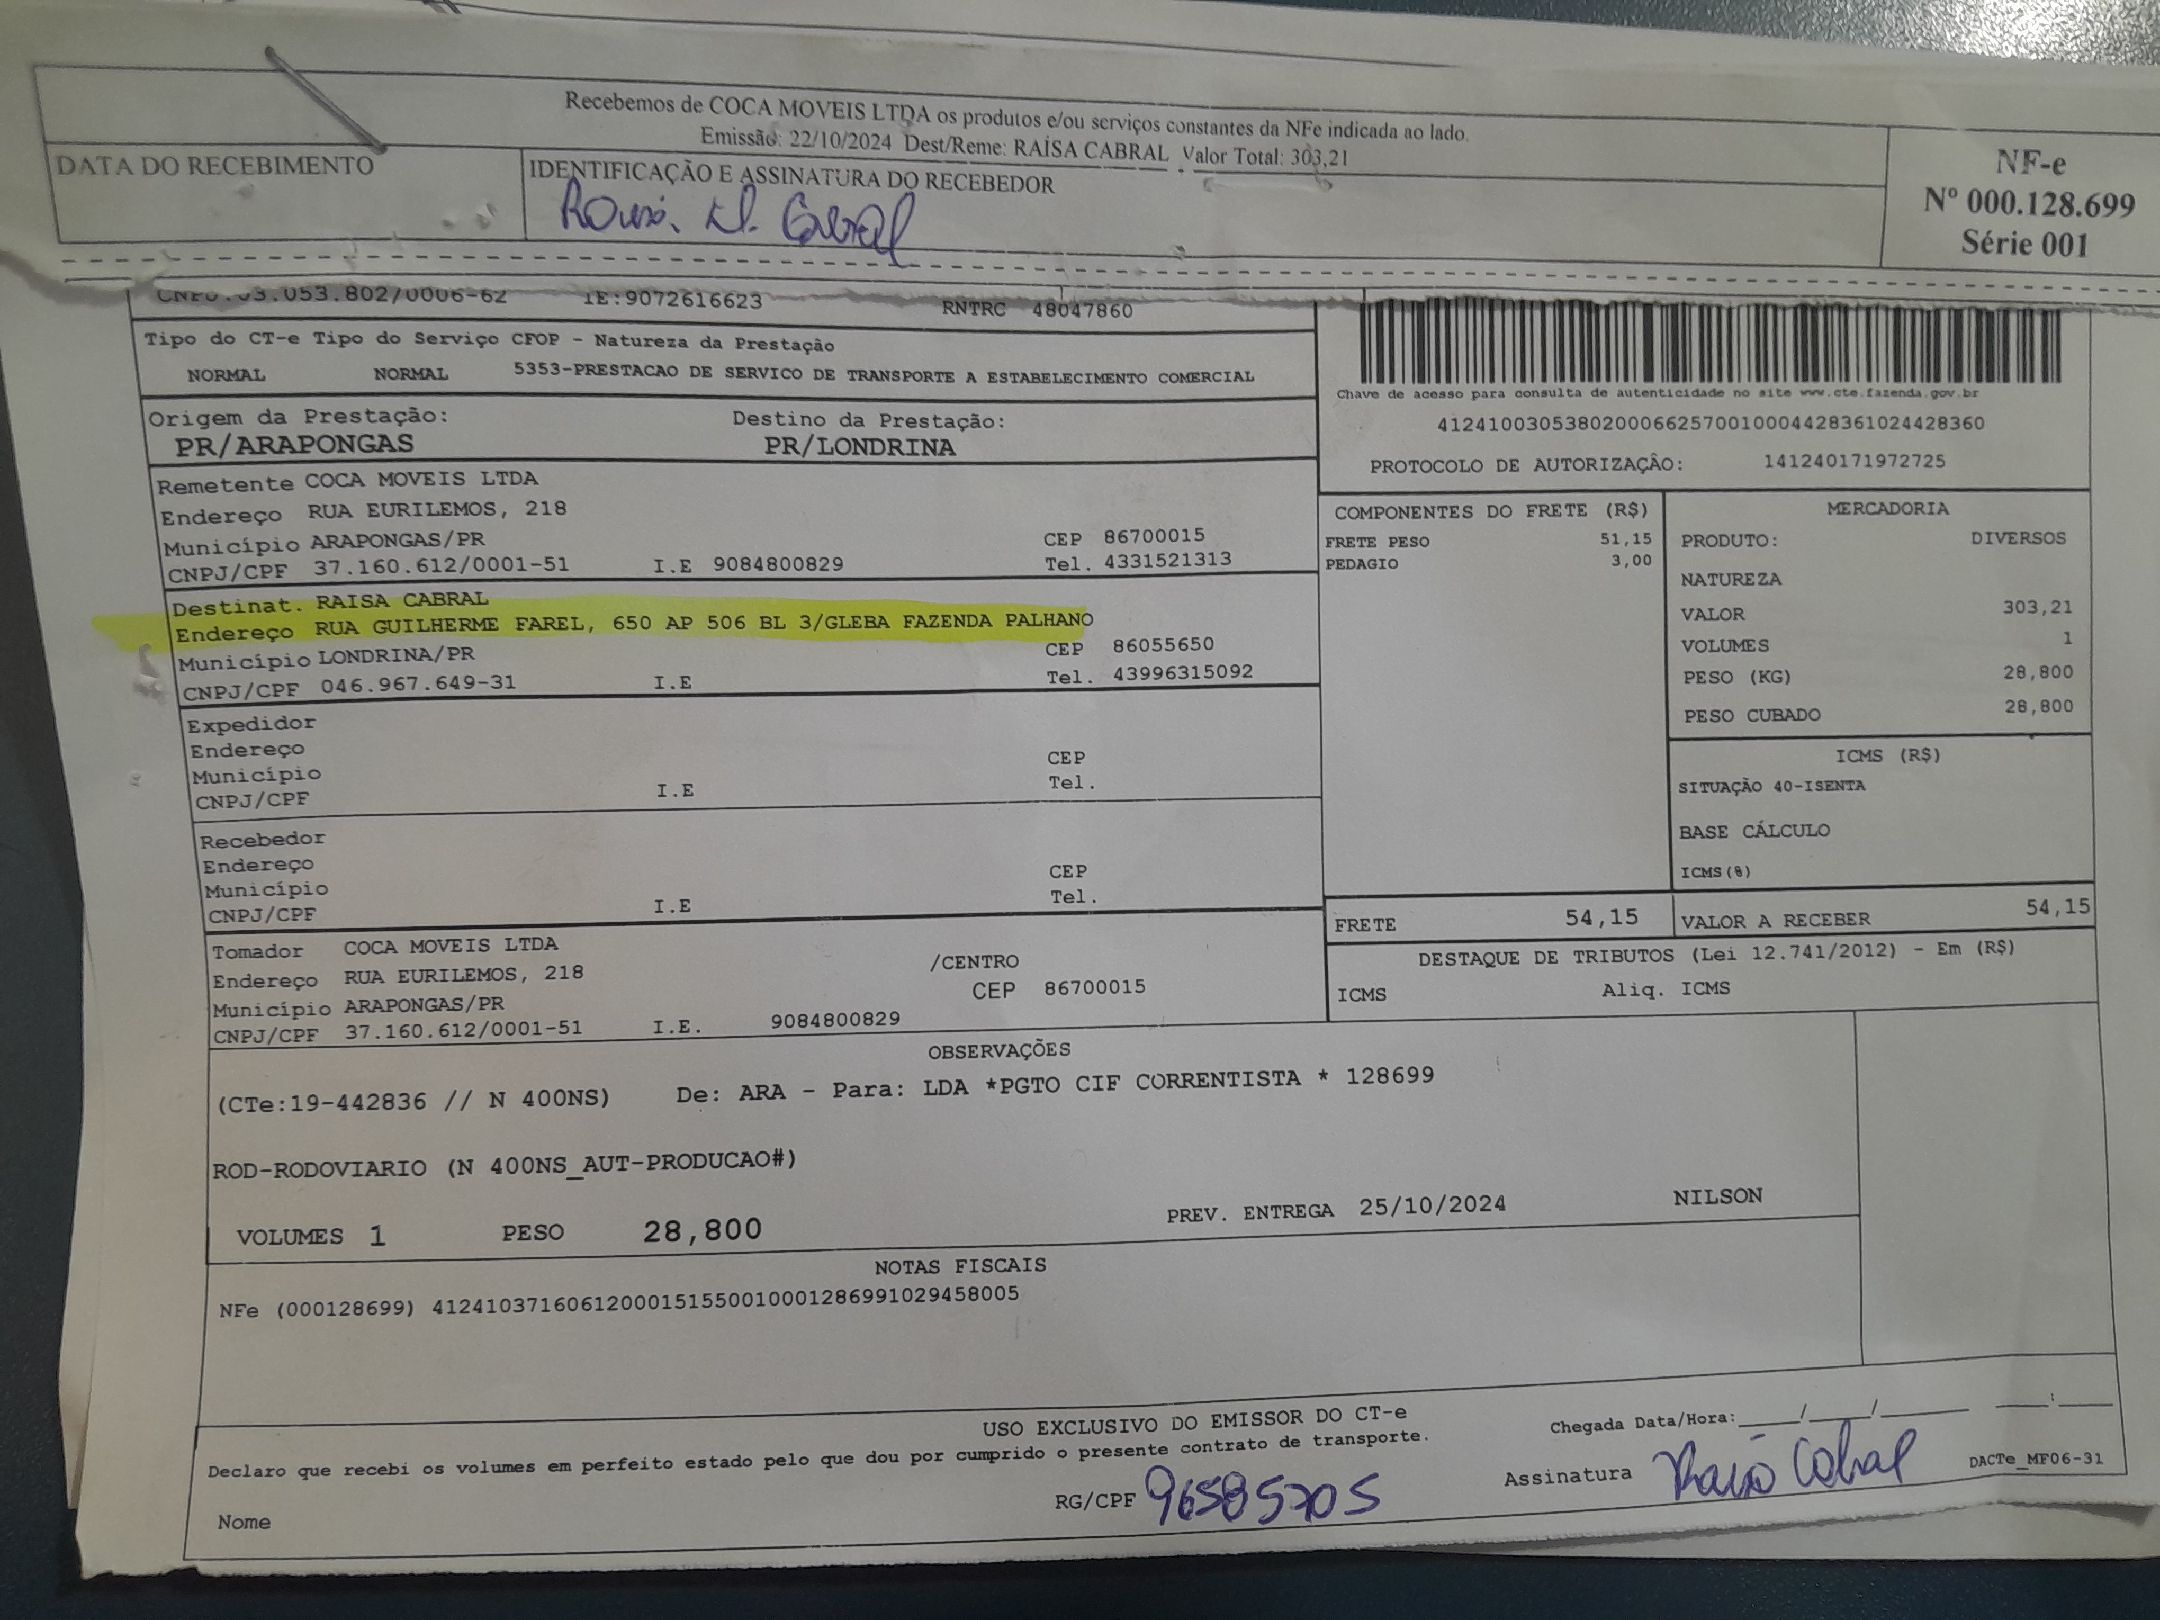 Recebemos de COCA MOVEIS LTDA os produtos e/ou serviços constantes da NFe indicada ao lado.
Emissão: 22/10/2024 Dest/Reme: RAÍSA CABRAL Valor Total: 303,21
DATA DO RECEBIMENTO
IDENTIFICAÇÃO E ASSINATURA DO RECEBEDOR
Cabral
NF-e
Nº 000.128.699
Série 001
CNPJ:03.053.802/0006-62 IE:9072616623 RNTRC 48047860
Tipo do CT-e Tipo do Serviço CFOP - Natureza da Prestação
NORMAL NORMAL 5353-PRESTACAO DE SERVICO DE TRANSPORTE A ESTABELECIMENTO COMERCIAL
Origem da Prestação: Destino da Prestação:
PR/ARAPONGAS PR/LONDRINA
Remetente COCA MOVEIS LTDA
Endereço RUA EURILEMOS, 218
Município ARAPONGAS/PR CEP 86700015
CNPJ/CPF 37.160.612/0001-51 I.E 9084800829 Tel. 4331521313
Destinat. RAISA CABRAL
Endereço RUA GUILHERME FAREL, 650 AP 506 BL 3/GLEBA FAZENDA PALHANO
Município LONDRINA/PR CEP 86055650
CNPJ/CPF 046.967.649-31 I.E Tel. 43996315092
Expedidor
Endereço
Município CEP
CNPJ/CPF I.E Tel.
Recebedor
Endereço
Município CEP
CNPJ/CPF I.E Tel.
Tomador COCA MOVEIS LTDA
Endereço RUA EURILEMOS, 218 /CENTRO
Município ARAPONGAS/PR CEP 86700015
CNPJ/CPF 37.160.612/0001-51 I.E. 9084800829
Chave de acesso para consulta de autenticidade no site www.cte.fazenda.gov.br
41241003053802000662570010004428361024428360
PROTOCOLO DE AUTORIZAÇÃO: 141240171972725
COMPONENTES DO FRETE (R$)
FRETE PESO 51,15
PEDAGIO 3,00
MERCADORIA
PRODUTO: DIVERSOS
NATUREZA
VALOR 303,21
VOLUMES 1
PESO (KG) 28,800
PESO CUBADO 28,800
ICMS (R$)
SITUAÇÃO 40-ISENTA
BASE CÁLCULO
ICMS(%)
FRETE 54,15 VALOR A RECEBER 54,15
DESTAQUE DE TRIBUTOS (Lei 12.741/2012) - Em (R$)
ICMS Aliq. ICMS
OBSERVAÇÕES
(CTe:19-442836 // N 400NS) De: ARA - Para: LDA *PGTO CIF CORRENTISTA * 128699
ROD-RODOVIARIO (N 400NS_AUT-PRODUCAO#)
VOLUMES 1 PESO 28,800 PREV. ENTREGA 25/10/2024 NILSON
NOTAS FISCAIS
NFe (000128699) 41241037160612000151550010001286991029458005
USO EXCLUSIVO DO EMISSOR DO CT-e
Declaro que recebi os volumes em perfeito estado pelo que dou por cumprido o presente contrato de transporte.
Chegada Data/Hora:____/____/______ ___:___
Nome
RG/CPF 96585705
Assinatura Raisa Cabral
DACTe_MF06-31